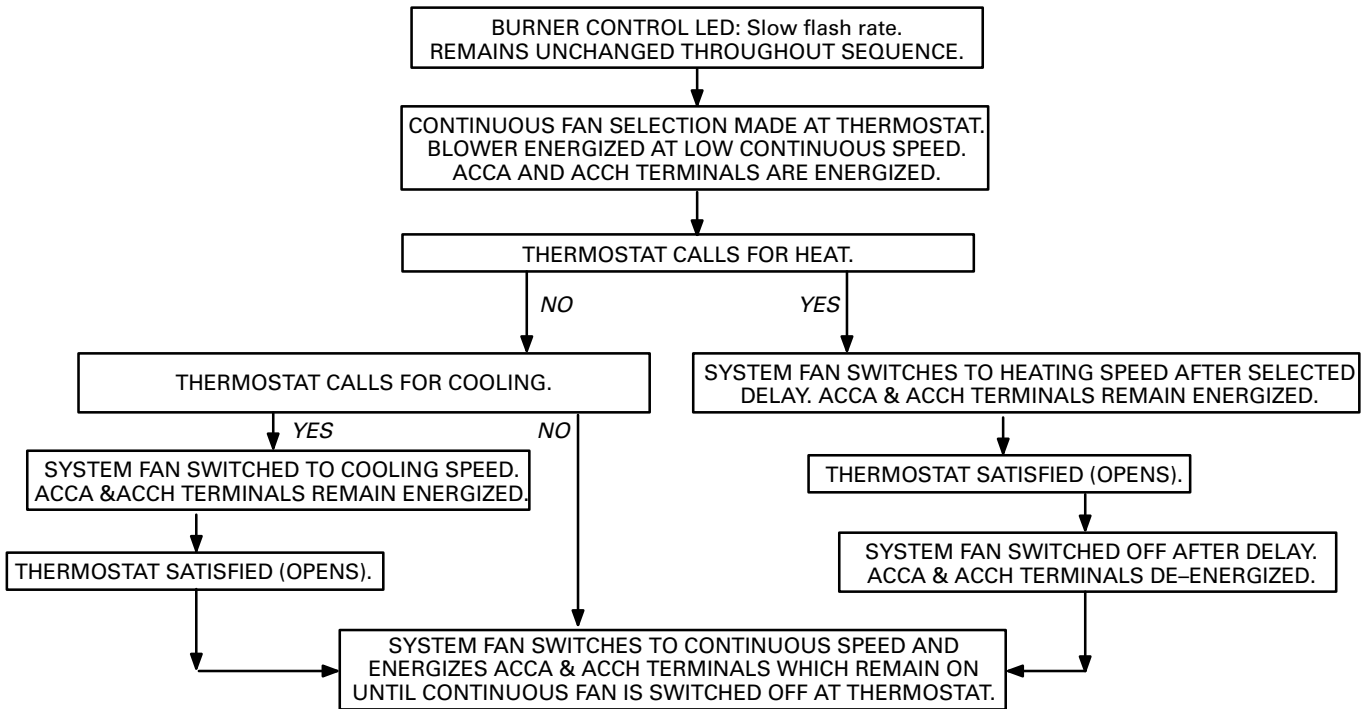 BURNER CONTROL LED: Slow flash rate.
REMAINS UNCHANGED THROUGHOUT SEQUENCE.
CONTINUOUS FAN SELECTION MADE AT THERMOSTAT.
BLOWER ENERGIZED AT LOW CONTINUOUS SPEED.
ACCA AND ACCH TERMINALS ARE ENERGIZED.
THERMOSTAT CALLS FOR HEAT.
NO
YES
THERMOSTAT CALLS FOR COOLING.
YES
NO
SYSTEM FAN SWITCHED TO COOLING SPEED.
ACCA &ACCH TERMINALS REMAIN ENERGIZED.
THERMOSTAT SATISFIED (OPENS).
SYSTEM FAN SWITCHES TO HEATING SPEED AFTER SELECTED
DELAY. ACCA & ACCH TERMINALS REMAIN ENERGIZED.
THERMOSTAT SATISFIED (OPENS).
SYSTEM FAN SWITCHED OFF AFTER DELAY.
ACCA & ACCH TERMINALS DE–ENERGIZED.
SYSTEM FAN SWITCHES TO CONTINUOUS SPEED AND
ENERGIZES ACCA & ACCH TERMINALS WHICH REMAIN ON
UNTIL CONTINUOUS FAN IS SWITCHED OFF AT THERMOSTAT.